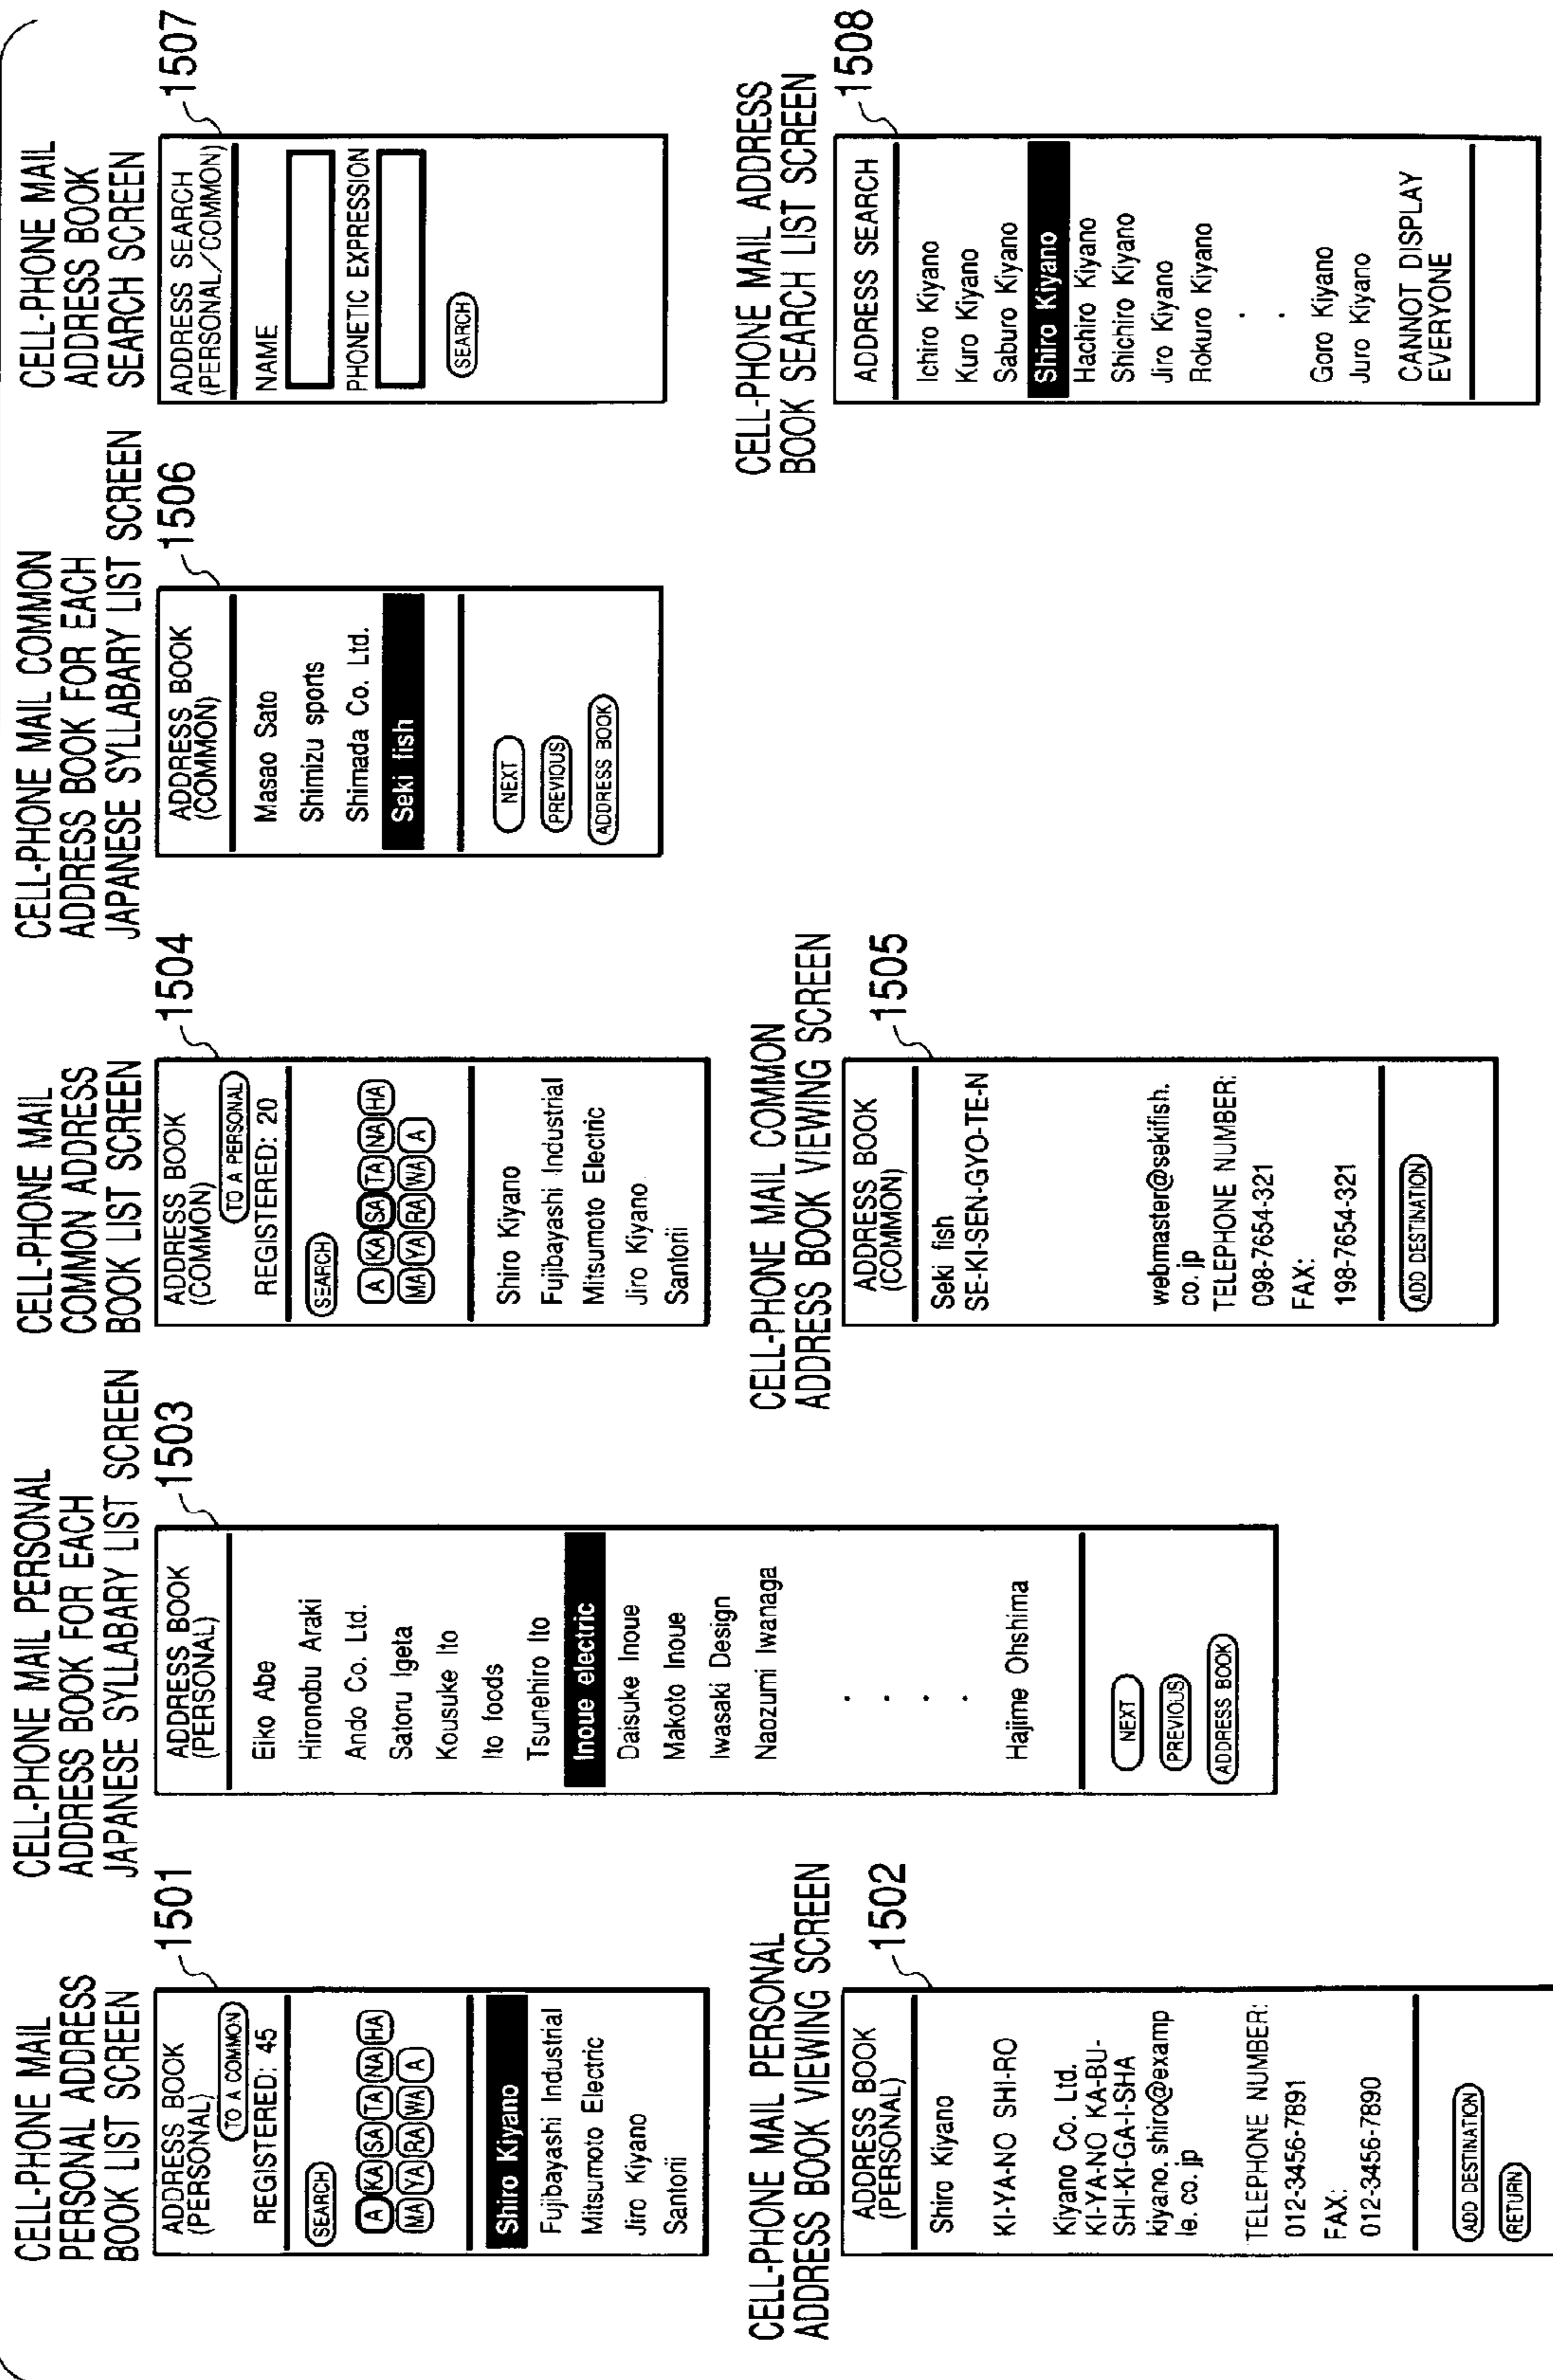 CELL-PHONE MAIL
PERSONAL ADDRESS
BOOK LIST SCREEN
1501
ADDRESS BOOK
(PERSONAL)
TO A COMMON
REGISTERED: 45
SEARCH
A KA SA TA NA HA
MA YA RA WA A
Shiro Kiyano
Fujibayashi Industrial
Mitsumoto Electric
Jiro Kiyano
Santorii
CELL-PHONE MAIL PERSONAL
ADDRESS BOOK VIEWING SCREEN
1502
ADDRESS BOOK
(PERSONAL)
Shiro Kiyano
KI-YA-NO SHI-RO
Kiyano Co. Ltd.
KI-YA-NO KA-BU-
SHI-KI-GA-I-SHA
kiyano. shiro@examp
le. co. jp
TELEPHONE NUMBER:
012-3456-7891
FAX:
012-3456-7890
ADD DESTINATION
RETURN
CELL-PHONE MAIL PERSONAL
ADDRESS BOOK FOR EACH
JAPANESE SYLLABARY LIST SCREEN
1503
ADDRESS BOOK
(PERSONAL)
Eiko Abe
Hironobu Araki
Ando Co. Ltd.
Satoru Igeta
Kousuke Ito
Ito foods
Tsunehiro Ito
Inoue electric
Daisuke Inoue
Makoto Inoue
Iwasaki Design
Naozumi Iwanaga
.
.
.
.
Hajime Ohshima
NEXT
PREVIOUS
ADDRESS BOOK
CELL-PHONE MAIL
COMMON ADDRESS
BOOK LIST SCREEN
1504
ADDRESS BOOK
(COMMON)
TO A PERSONAL
REGISTERED: 20
SEARCH
A KA SA TA NA HA
MA YA RA WA A
Shiro Kiyano
Fujibayashi Industrial
Mitsumoto Electric
Jiro Kiyano
Santorii
CELL-PHONE MAIL COMMON
ADDRESS BOOK VIEWING SCREEN
1505
ADDRESS BOOK
(COMMON)
Seki fish
SE-KI-SEN-GYO-TE-N
webmaster@sekifish.
co. jp
TELEPHONE NUMBER:
098-7654-321
FAX:
198-7654-321
ADD DESTINATION
CELL-PHONE MAIL COMMON
ADDRESS BOOK FOR EACH
JAPANESE SYLLABARY LIST SCREEN
1506
ADDRESS BOOK
(COMMON)
Masao Sato
Shimizu sports
Shimada Co. Ltd.
Seki fish
NEXT
PREVIOUS
ADDRESS BOOK
CELL-PHONE MAIL
ADDRESS BOOK
SEARCH SCREEN
1507
ADDRESS SEARCH
(PERSONAL/COMMON)
NAME
PHONETIC EXPRESSION
SEARCH
CELL-PHONE MAIL ADDRESS
BOOK SEARCH LIST SCREEN
1508
ADDRESS SEARCH
Ichiro Kiyano
Kuro Kiyano
Saburo Kiyano
Shiro Kiyano
Hachiro Kiyano
Shichiro Kiyano
Jiro Kiyano
Rokuro Kiyano
.
.
Goro Kiyano
Juro Kiyano
CANNOT DISPLAY
EVERYONE